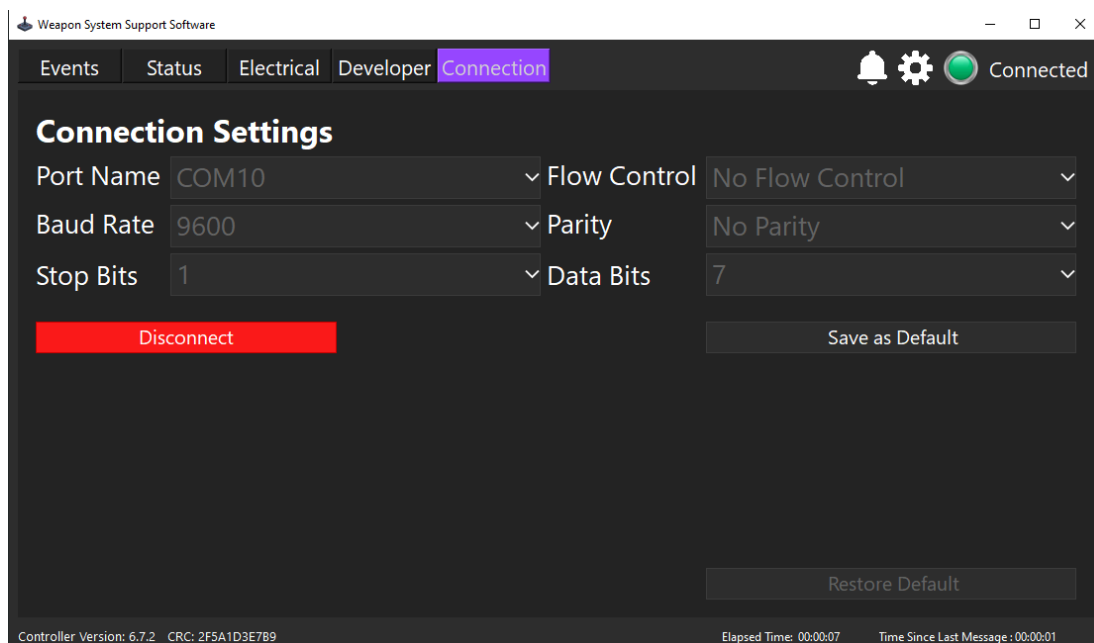 Weapon System Support Software
Events Status Electrical Developer Connection Connected
Connection Settings
Port Name COM10 Flow Control No Flow Control
Baud Rate 9600 Parity No Parity
Stop Bits 1 Data Bits 7
Disconnect Save as Default
Restore Default
Controller Version: 6.7.2 CRC: 2F5A1D3E7B9 Elapsed Time: 00:00:07 Time Since Last Message : 00:00:01